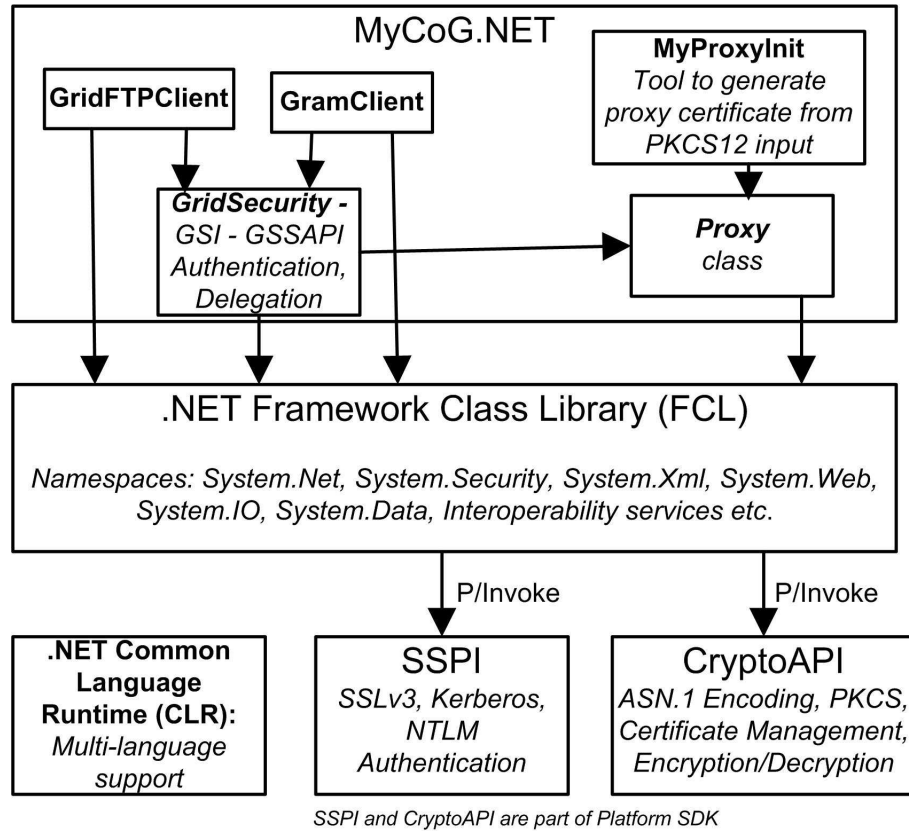 MyCoG.NET
GridFTPClient
GramClient
MyProxyInit
Tool to generate
proxy certificate from
PKCS12 input
GridSecurity -
GSI - GSSAPI
Authentication,
Delegation
Proxy
class
.NET Framework Class Library (FCL)
Namespaces: System.Net, System.Security, System.Xml, System.Web,
System.IO, System.Data, Interoperability services etc.
P/Invoke
P/Invoke
.NET Common
Language
Runtime (CLR):
Multi-language
support
SSPI
SSLv3, Kerberos,
NTLM
Authentication
CryptoAPI
ASN.1 Encoding, PKCS,
Certificate Management,
Encryption/Decryption
SSPI and CryptoAPI are part of Platform SDK